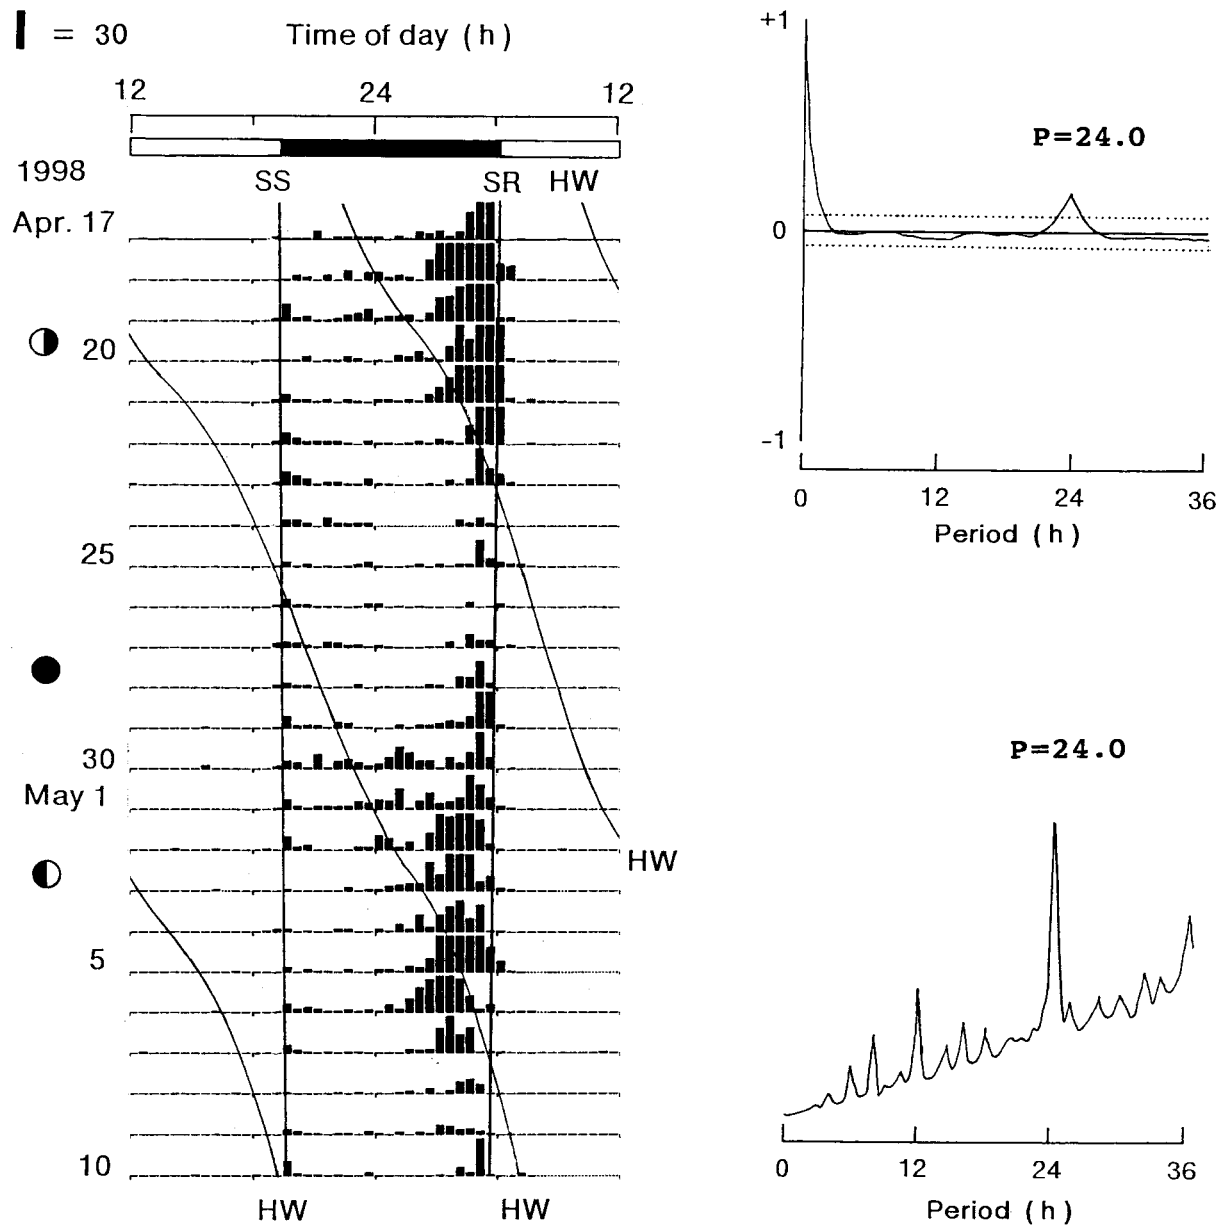 = 30
Time of day (h)
12 24 12
1998
SS SR HW
Apr. 17
20
25
30
May 1
HW
5
10
HW HW
+1
P=24.0
0
-1
0 12 24 36
Period (h)
P=24.0
0 12 24 36
Period (h)